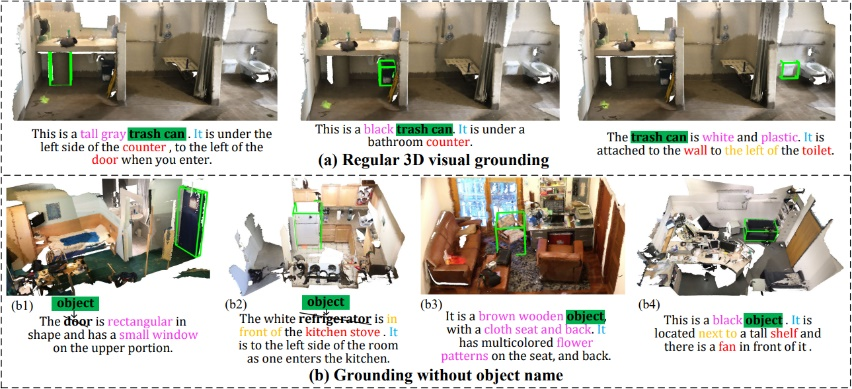 This is a tall gray trash can . It is under the
left side of the counter , to the left of the
door when you enter.
This is a black trash can. It is under a
bathroom counter.
The trash can is white and plastic. It is
attached to the wall to the left of the toilet.
(a) Regular 3D visual grounding
(b1)
object
The door is rectangular in
shape and has a small window
on the upper portion.
(b2)
object
The white refrigerator is in
front of the kitchen stove . It
is to the left side of the room
as one enters the kitchen.
(b3)
It is a brown wooden object,
with a cloth seat and back. It
has multicolored flower
patterns on the seat, and back.
(b4)
This is a black object . It is
located next to a tall shelf and
there is a fan in front of it .
(b) Grounding without object name